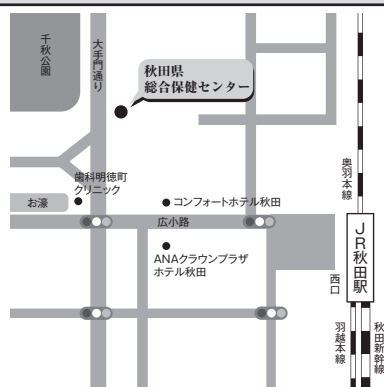 千秋公園
大手門通り
秋田県
総合保健センター
奥羽本線
歯科明徳町
クリニック
お濠
コンフォートホテル秋田
広小路
ANAクラウンプラザ
ホテル秋田
西口
JR秋田駅
羽越本線
秋田新幹線